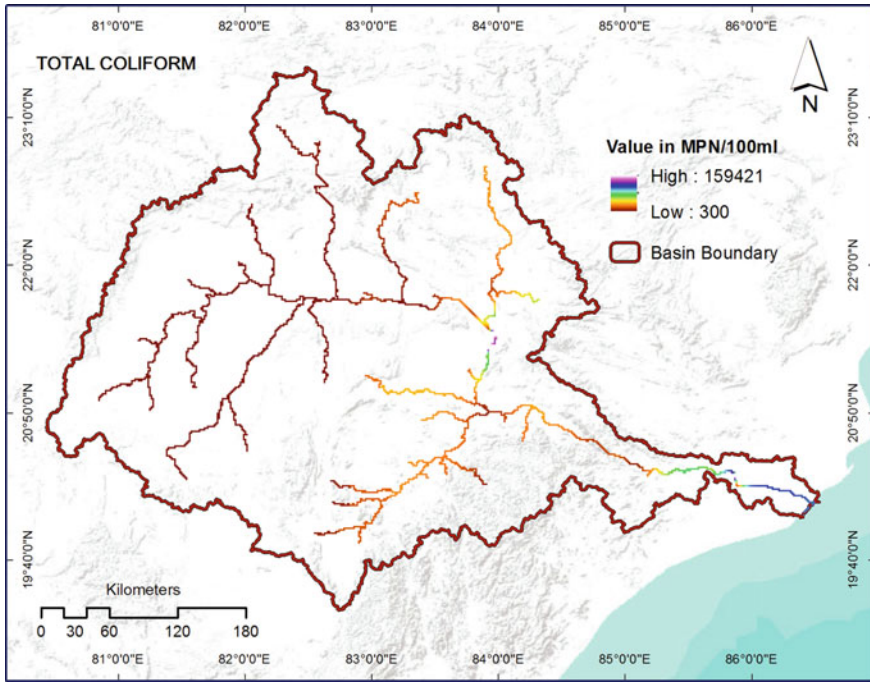 81°0'0"E 82°0'0"E 83°0'0"E 84°0'0"E 85°0'0"E 86°0'0"E
TOTAL COLIFORM
N
23°10'0"N
23°10'0"N
Value in MPN/100ml
High : 159421
Low : 300
Basin Boundary
22°0'0"N
22°0'0"N
20°50'0"N
20°50'0"N
19°40'0"N
19°40'0"N
Kilometers
0 30 60 120 180
81°0'0"E 82°0'0"E 83°0'0"E 84°0'0"E 85°0'0"E 86°0'0"E